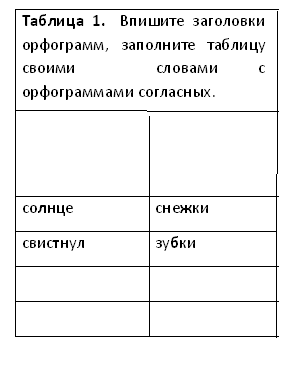 Таблица 1. Впишите заголовки
орфограмм, заполните таблицу
своими словами с
орфограммами согласных.
солнце снежки
свистнул зубки